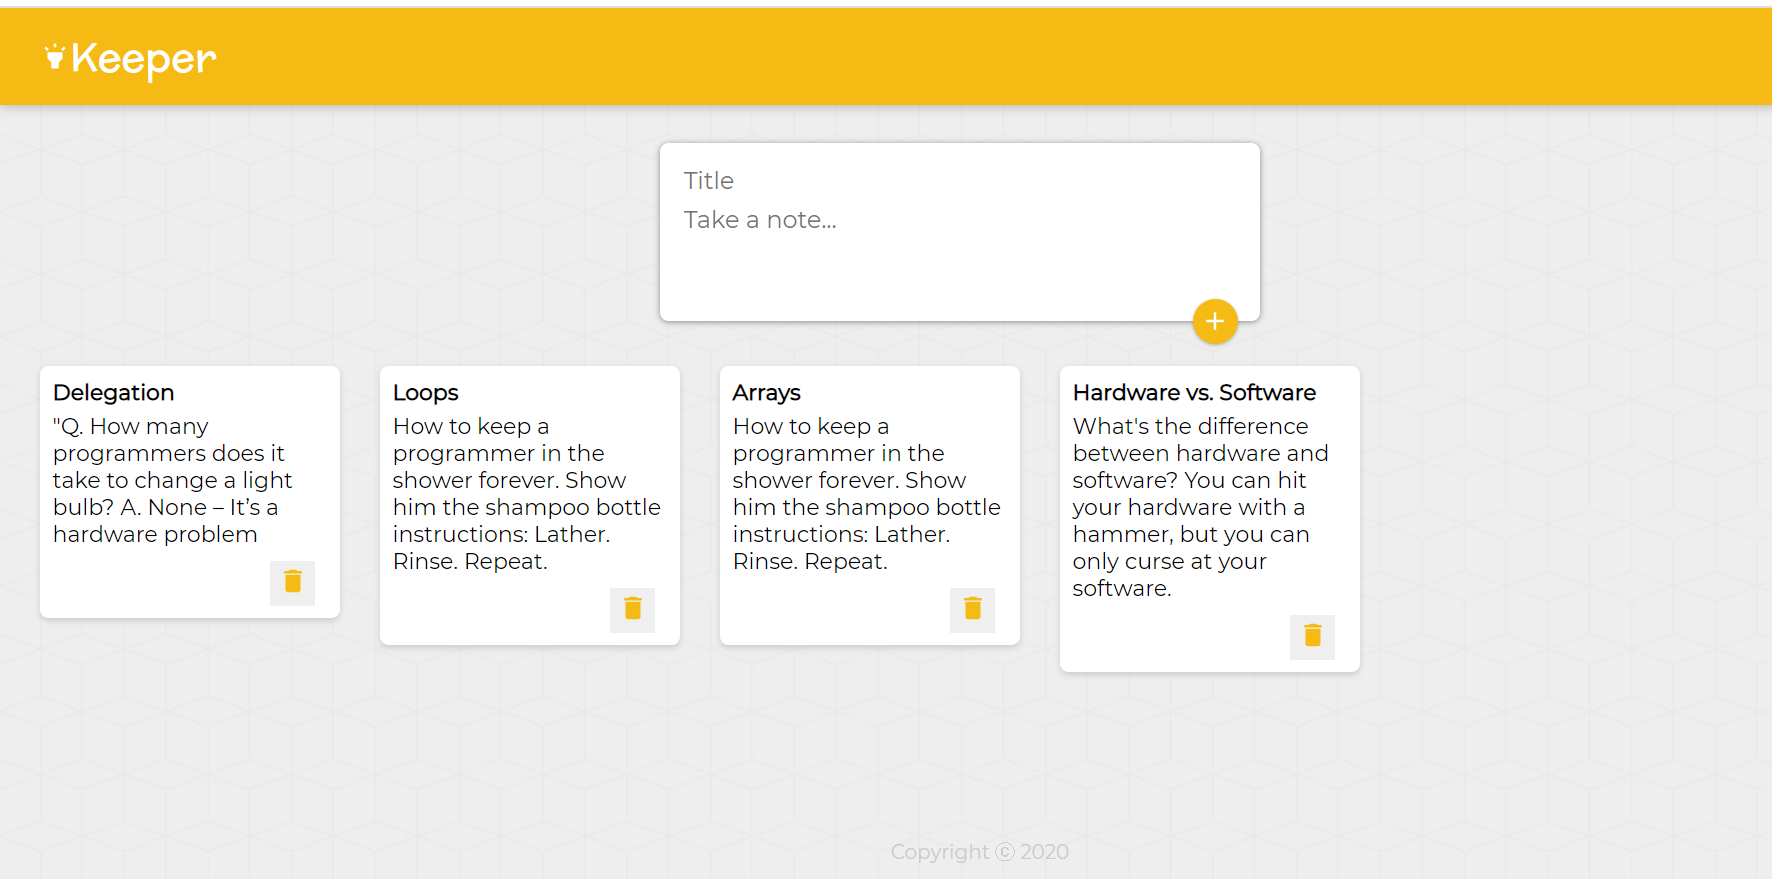 Keeper
Title
Take a note...
Delegation
"Q. How many
programmers does it
take to change a light
bulb? A. None – It’s a
hardware problem
Loops
How to keep a
programmer in the
shower forever. Show
him the shampoo bottle
instructions: Lather.
Rinse. Repeat.
Arrays
How to keep a
programmer in the
shower forever. Show
him the shampoo bottle
instructions: Lather.
Rinse. Repeat.
Hardware vs. Software
What's the difference
between hardware and
software? You can hit
your hardware with a
hammer, but you can
only curse at your
software.
Copyright ⓒ 2020